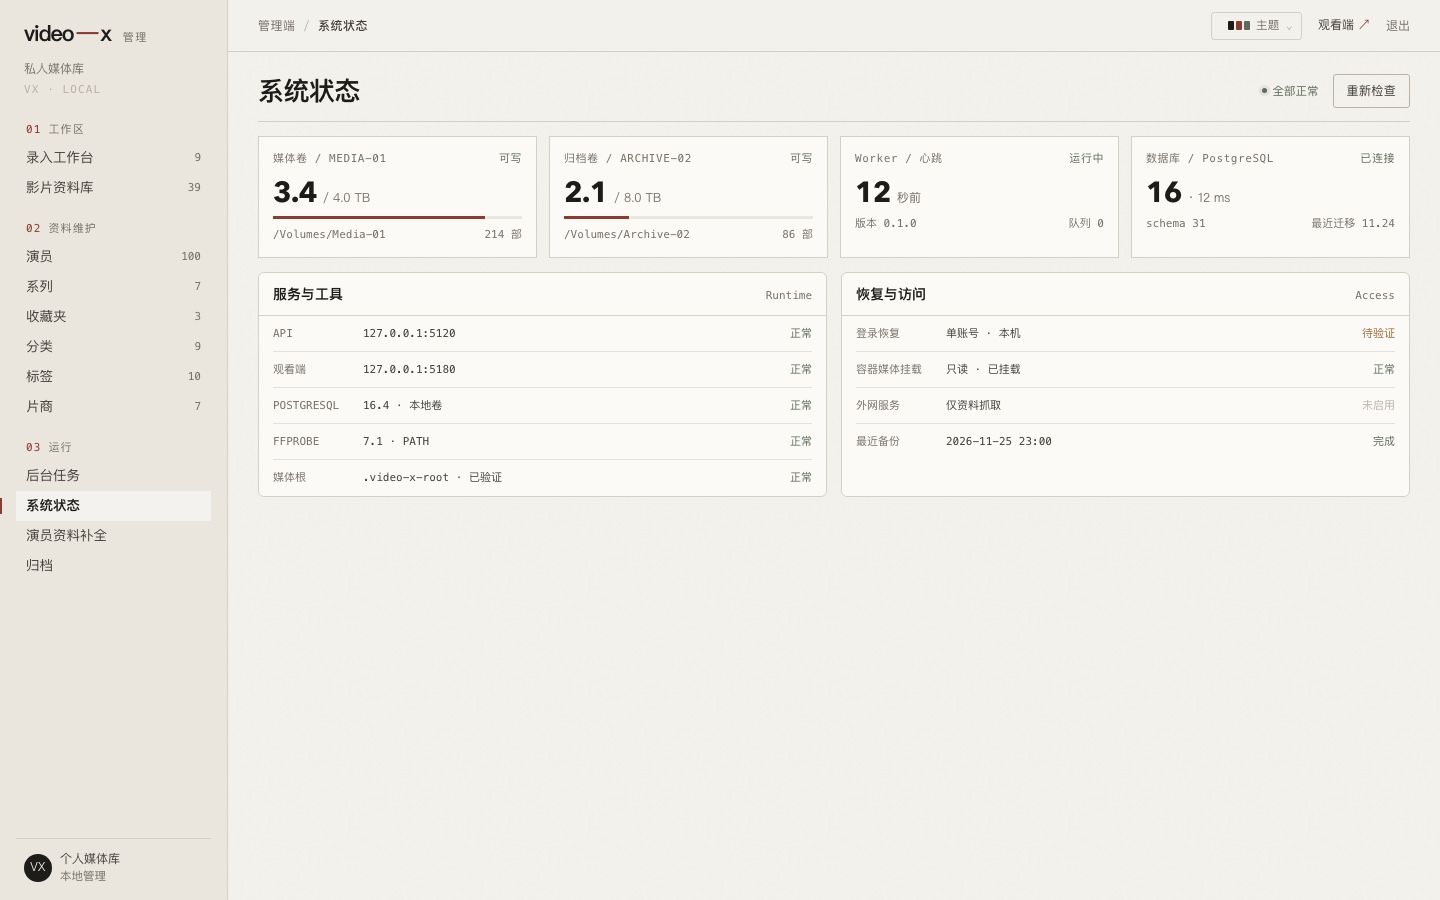 video—x 管理
私人媒体库
VX · LOCAL
01 工作区
录入工作台 9
影片资料库 39
02 资料维护
演员 100
系列 7
收藏夹 3
分类 9
标签 10
片商 7
03 运行
后台任务
系统状态
演员资料补全
归档
VX
个人媒体库
本地管理
管理端 / 系统状态
主题
观看端 ↗
退出
系统状态
全部正常
重新检查
媒体卷 / MEDIA-01 可写
3.4 / 4.0 TB
/Volumes/Media-01 214 部
归档卷 / ARCHIVE-02 可写
2.1 / 8.0 TB
/Volumes/Archive-02 86 部
Worker / 心跳 运行中
12 秒前
版本 0.1.0 队列 0
数据库 / PostgreSQL 已连接
16 · 12 ms
schema 31 最近迁移 11.24
服务与工具 Runtime
API 127.0.0.1:5120 正常
观看端 127.0.0.1:5180 正常
POSTGRESQL 16.4 · 本地卷 正常
FFPROBE 7.1 · PATH 正常
媒体根 .video-x-root · 已验证 正常
恢复与访问 Access
登录恢复 单账号 · 本机 待验证
容器媒体挂载 只读 · 已挂载 正常
外网服务 仅资料抓取 未启用
最近备份 2026-11-25 23:00 完成